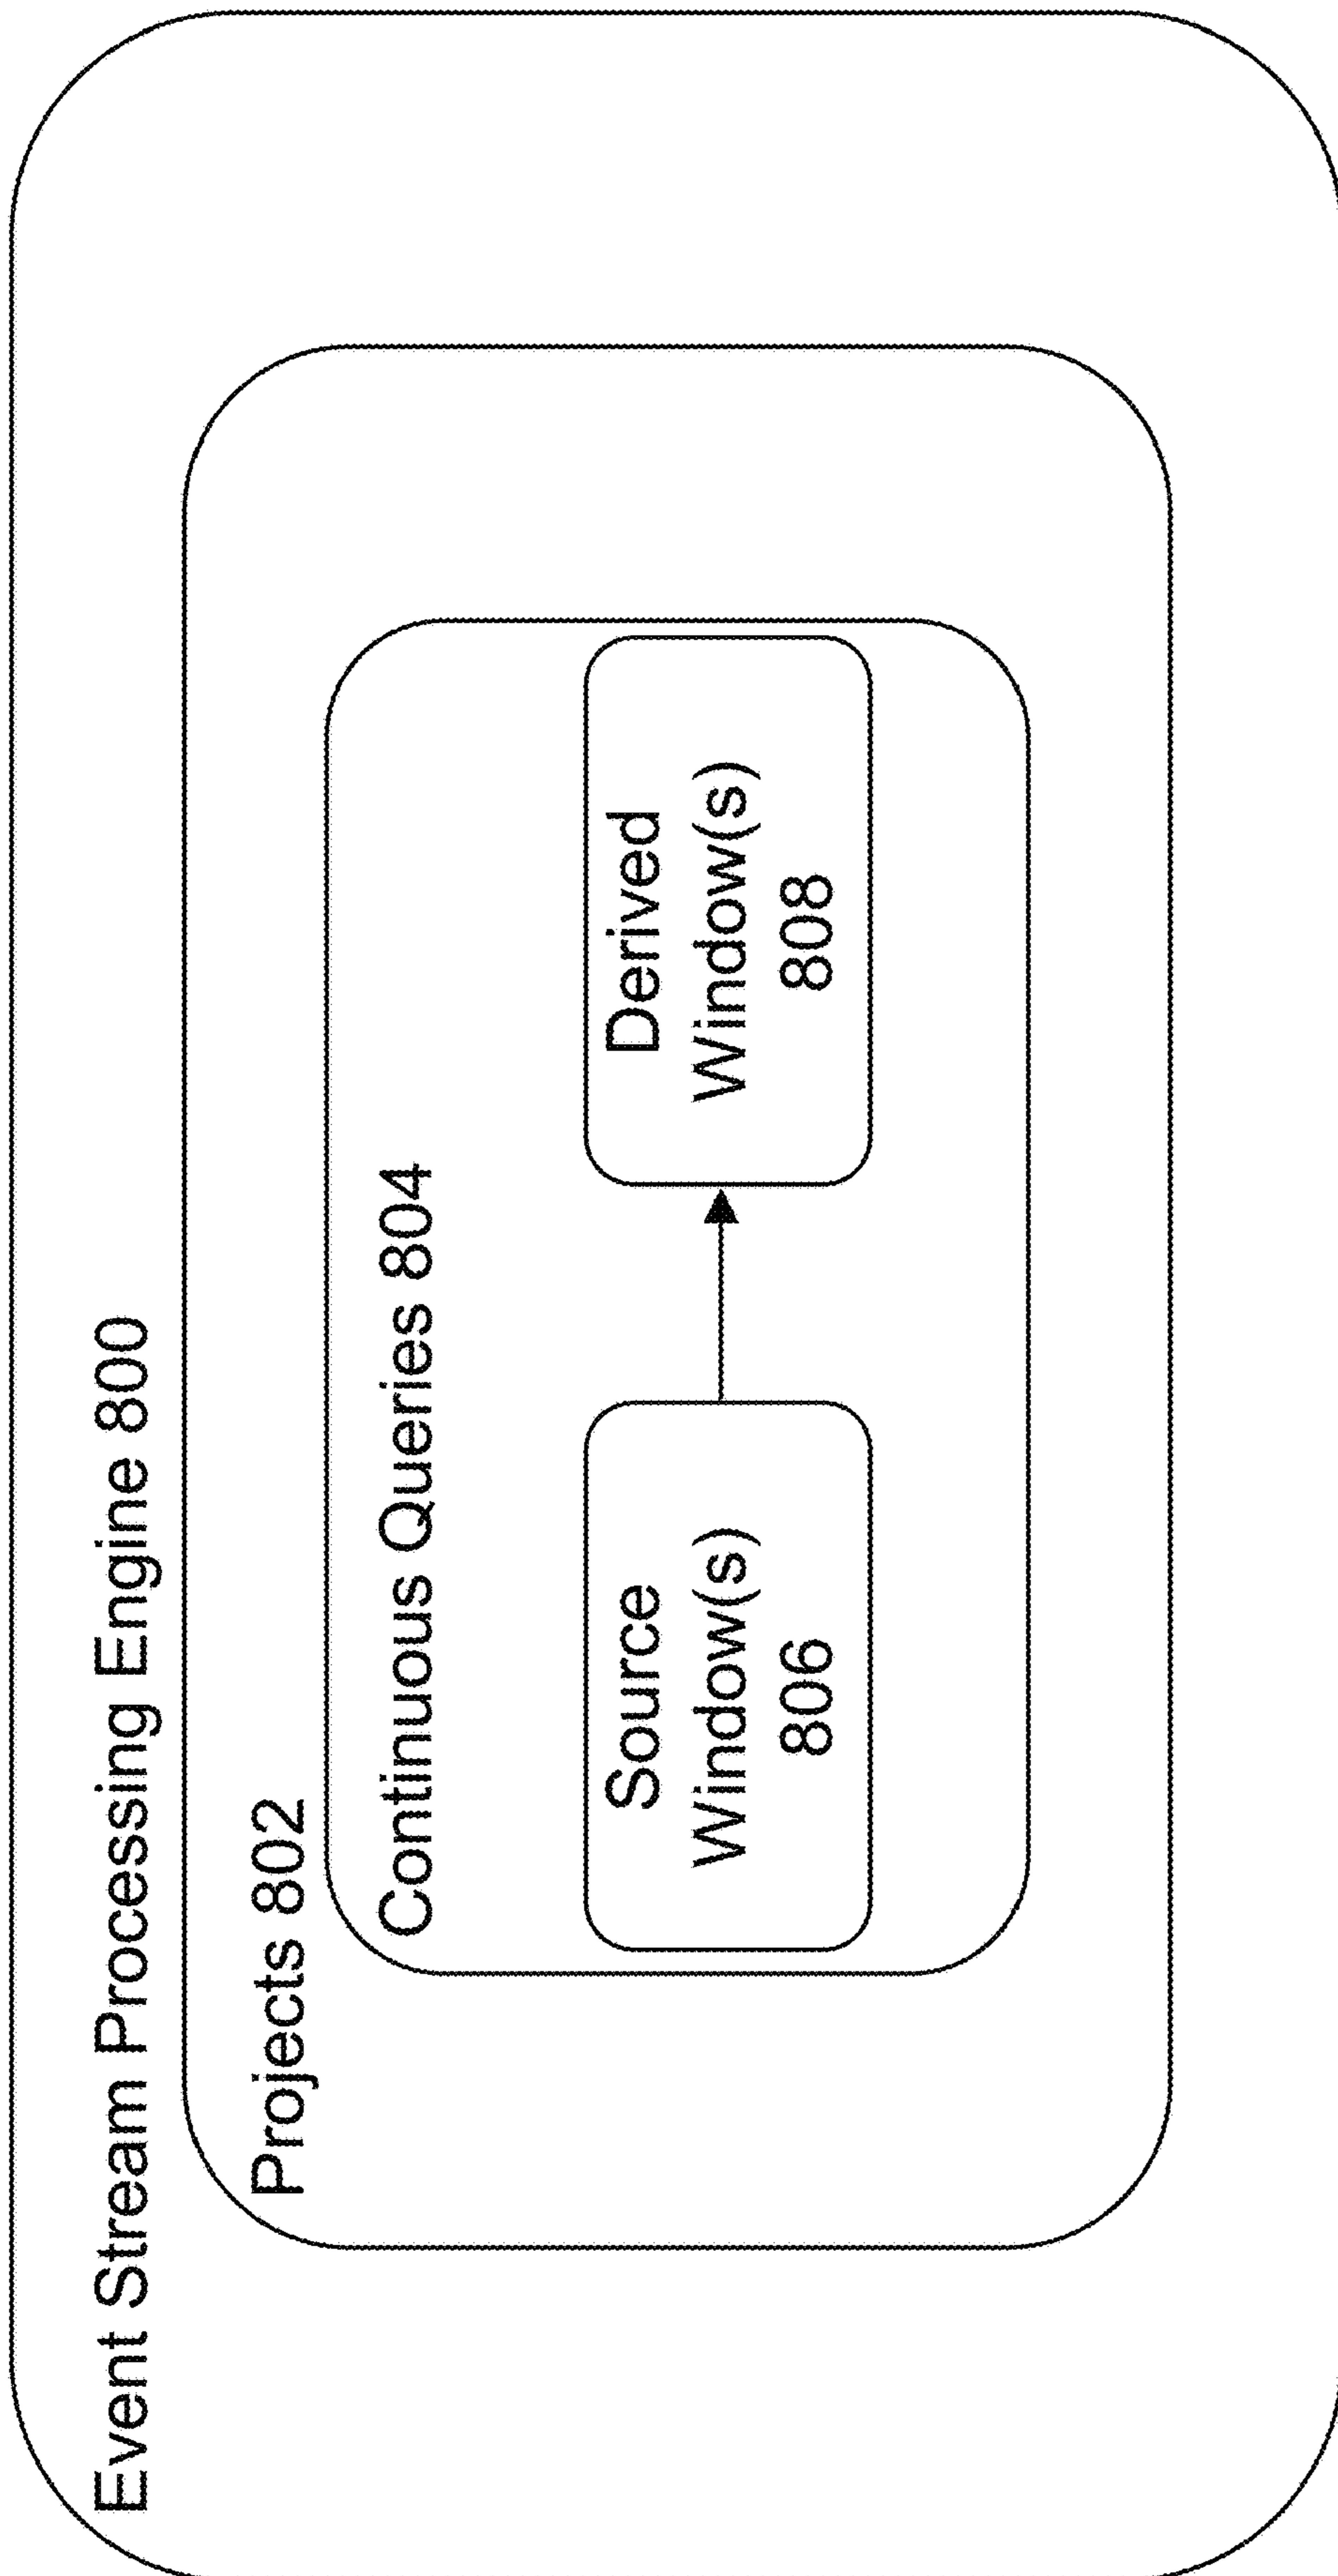 Event Stream Processing Engine 800
Projects 802
Continuous Queries 804
Source
Window(s)
806
Derived
Window(s)
808